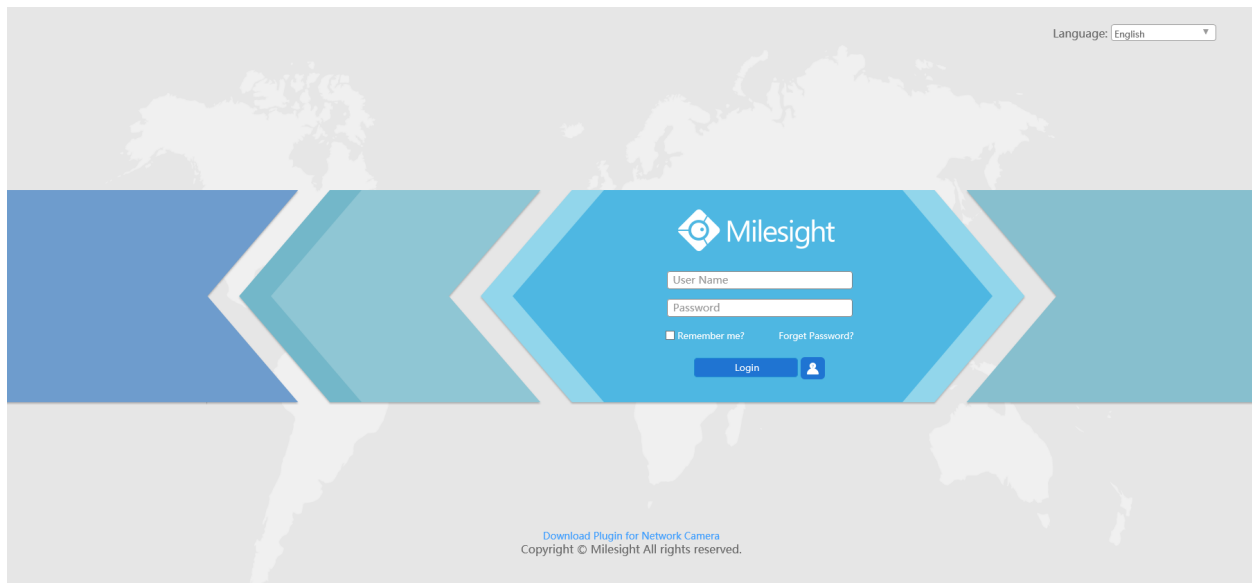 Language: English
Milesight
User Name
Password
Remember me? Forget Password?
Login
Download Plugin for Network Camera
Copyright © Milesight All rights reserved.